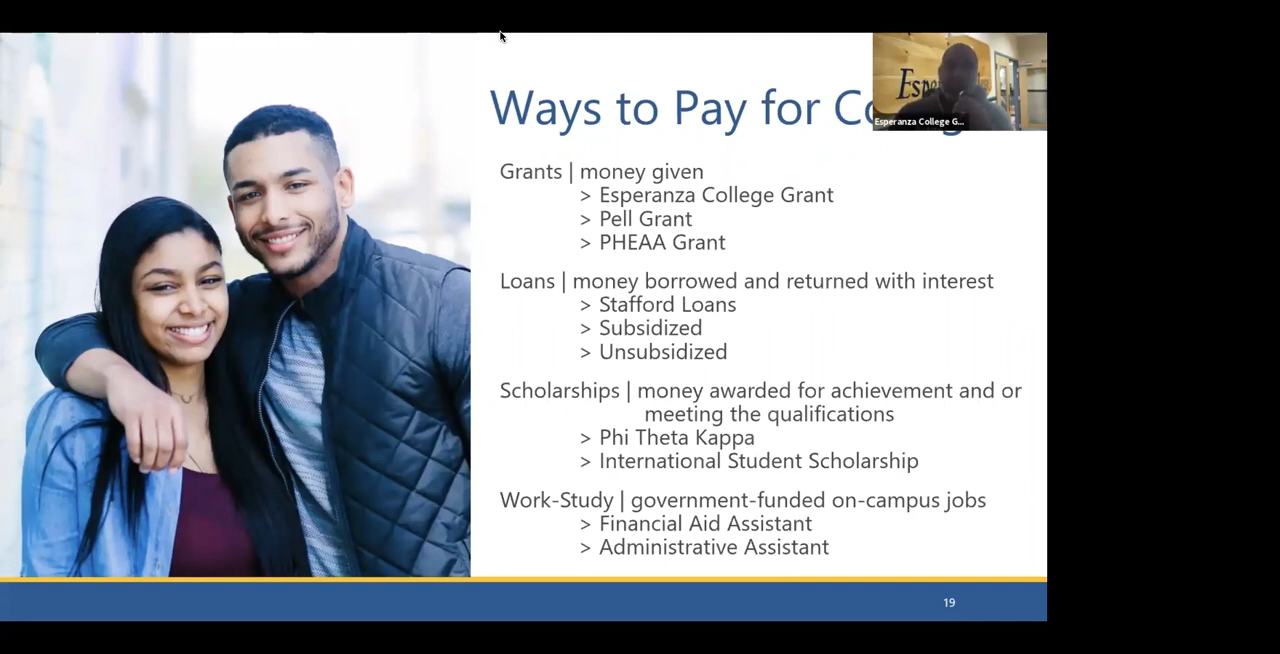 Ways to Pay for
Grants | money given
> Esperanza College Grant
> Pell Grant
> PHEAA Grant
Loans | money borrowed and returned with interest
> Stafford Loans
> Subsidized
> Unsubsidized
Scholarships | money awarded for achievement and or
meeting the qualifications
> Phi Theta Kappa
> International Student Scholarship
Work-Study | government-funded on-campus jobs
> Financial Aid Assistant
> Administrative Assistant
19
Esperanza College G...